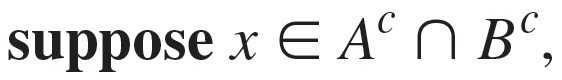 suppose x ∈ Aᶜ ∩ Bᶜ,